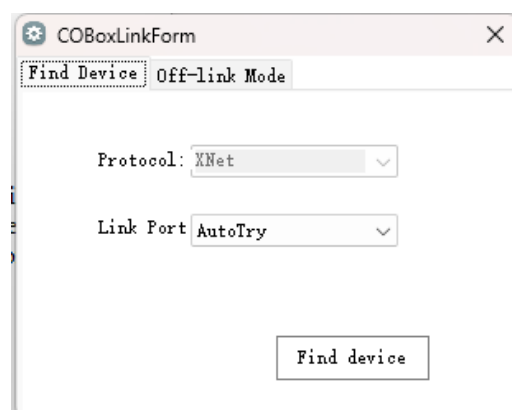 COBoxLinkForm
Find Device Off-link Mode
Protocol: XNet
Link Port AutoTry
Find device